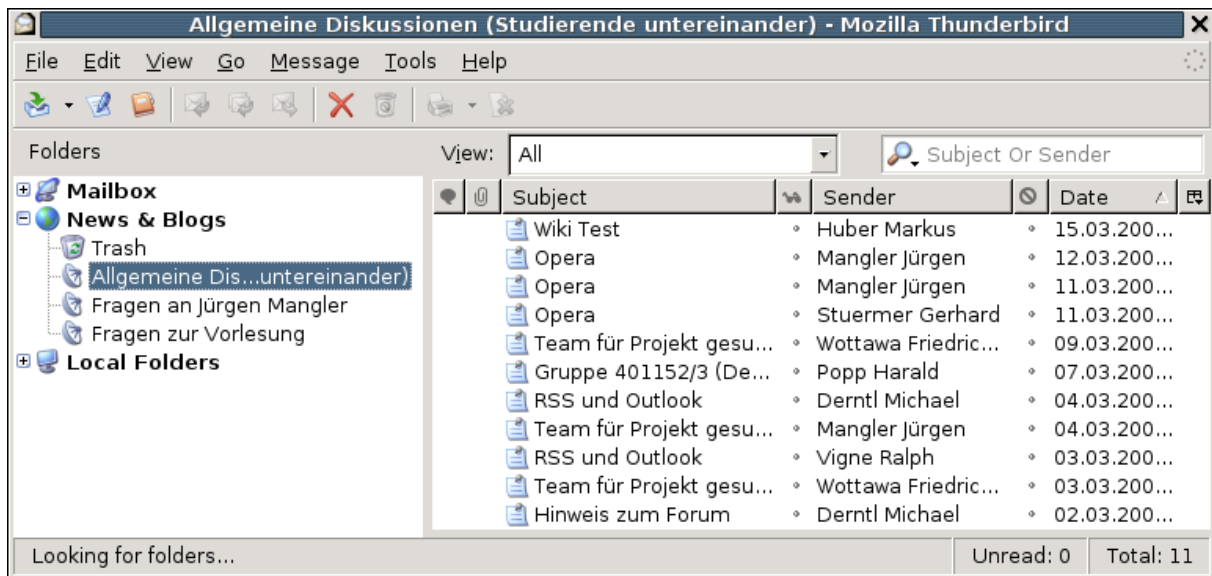 Allgemeine Diskussionen (Studierende untereinander) - Mozilla Thunderbird
File Edit View Go Message Tools Help
Folders View: All Subject Or Sender
Mailbox Subject Sender Date
News & Blogs Wiki Test Huber Markus 15.03.200...
Trash Opera Mangler Jürgen 12.03.200...
Allgemeine Dis...untereinander) Opera Mangler Jürgen 11.03.200...
Fragen an Jürgen Mangler Opera Stuermer Gerhard 11.03.200...
Fragen zur Vorlesung Team für Projekt gesu... Wottawa Friedric... 09.03.200...
Local Folders Gruppe 401152/3 (De... Popp Harald 07.03.200...
RSS und Outlook Derntl Michael 04.03.200...
Team für Projekt gesu... Mangler Jürgen 04.03.200...
RSS und Outlook Vigne Ralph 03.03.200...
Team für Projekt gesu... Wottawa Friedric... 03.03.200...
Hinweis zum Forum Derntl Michael 02.03.200...
Looking for folders... Unread: 0 Total: 11